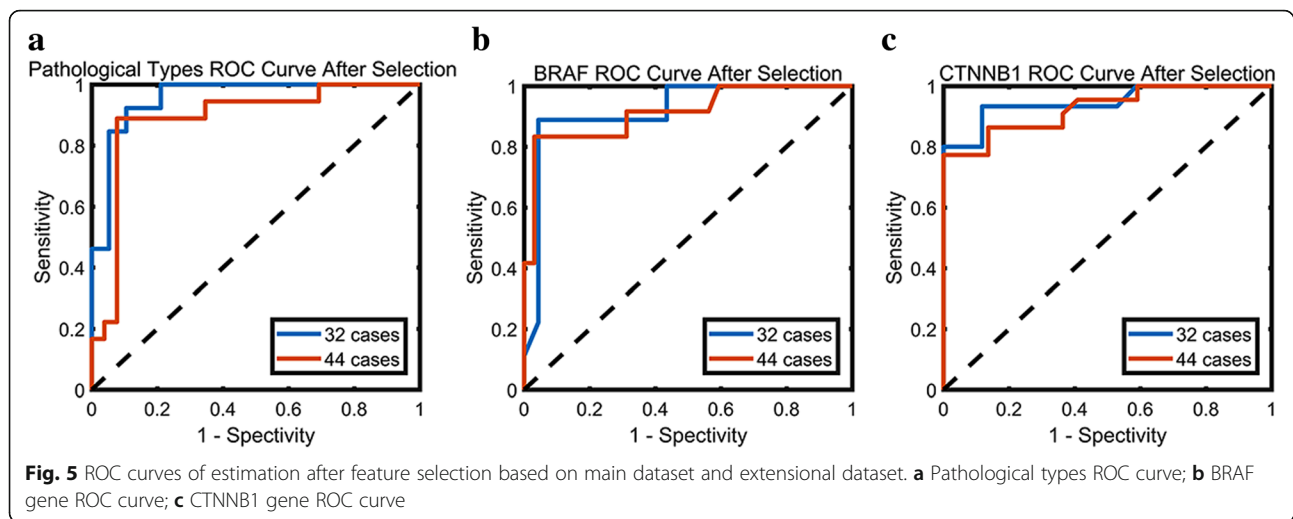 a
Pathological Types ROC Curve After Selection
1
0.8
0.6
0.4
0.2
0
Sensitivity
32 cases
44 cases
0 0.2 0.4 0.6 0.8 1
1 - Spectivity
b
BRAF ROC Curve After Selection
1
0.8
0.6
0.4
0.2
0
Sensitivity
32 cases
44 cases
0 0.2 0.4 0.6 0.8 1
1 - Spectivity
c
CTNNB1 ROC Curve After Selection
1
0.8
0.6
0.4
0.2
0
Sensitivity
32 cases
44 cases
0 0.2 0.4 0.6 0.8 1
1 - Spectivity
Fig. 5 ROC curves of estimation after feature selection based on main dataset and extensional dataset. a Pathological types ROC curve; b BRAF
gene ROC curve; c CTNNB1 gene ROC curve